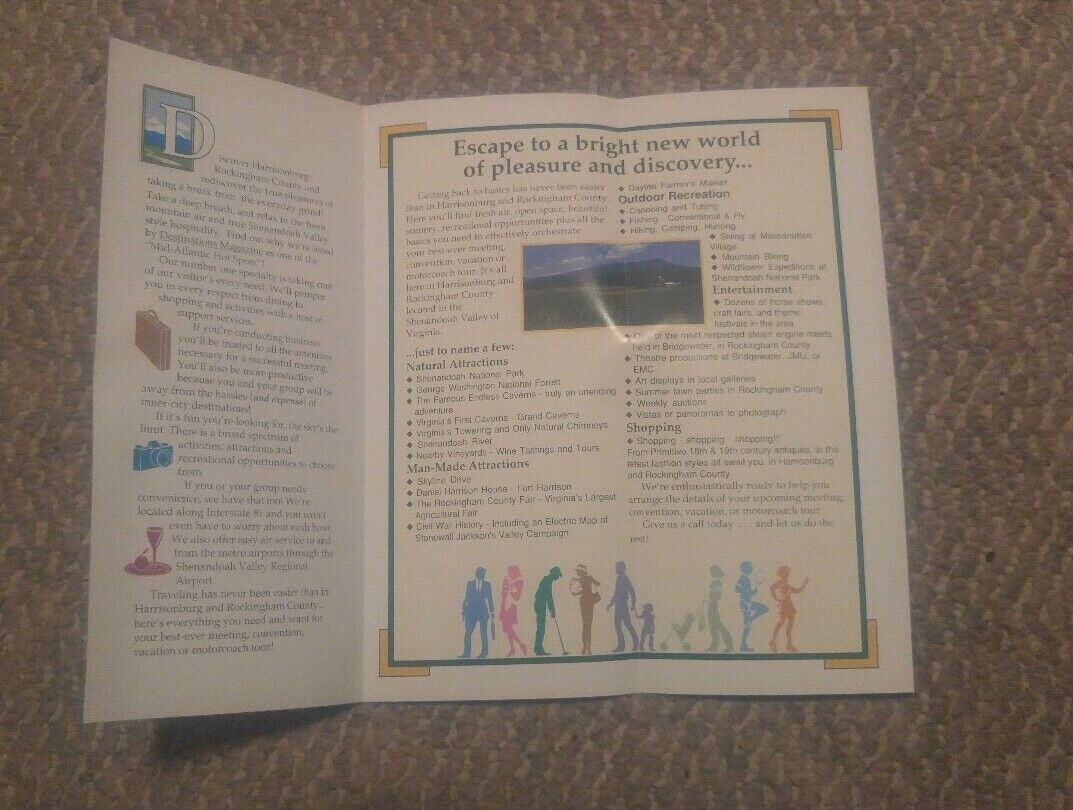 Discover Harrisonburg-
Rockingham County and
rediscover the true pleasures of
taking a break from the everyday grind!
Take a deep breath, and relax in the fresh
mountain air and true Shenandoah Valley
style hospitality. Find out why we're listed
by Destinations Magazine as one of the
"Mid-Atlantic Hot Spots"!
Our number one specialty is taking care
of our visitor's every need. We'll pamper
you in every respect from dining to
shopping and activities with a host of
support services.
If you're conducting business
you'll be treated to all the amenities
necessary for a successful meeting.
You'll also be more productive
because you and your group will be
away from the hassles (and expense) of
inner-city destinations!
If it's fun you're looking for, the sky's the
limit. There is a broad spectrum of
activities, attractions and
recreational opportunities to choose
from.
If you or your group needs
convenience, we have that too! We're
located along Interstate 81 and you won't
even have to worry about rush hour.
We also offer easy air service to and
from the metro airports through the
Shenandoah Valley Regional
Airport.
Traveling has never been easier than in
Harrisonburg and Rockingham County...
here's everything you need and want for
your best-ever meeting, convention,
vacation or motorcoach tour!
Escape to a bright new world
of pleasure and discovery...
Getting back to basics has never been easier
than in Harrisonburg and Rockingham County
Here you'll find fresh air, open space, beautiful
scenery, recreational opportunities plus all the
basics you need to effectively orchestrate
your best-ever meeting,
convention, vacation or
motorcoach tour. It's all
here in Harrisonburg and
Rockingham County
located in the
Shenandoah Valley of
Virginia.
...just to name a few:
Natural Attractions
◆ Shenandoah National Park
◆ George Washington National Forest
◆ The Famous Endless Caverns - truly an unending
adventure
◆ Virginia's First Caverns - Grand Caverns
◆ Virginia's Towering and Only Natural Chimneys
◆ Shenandoah River
◆ Nearby Vineyards - Wine Tastings and Tours
Man-Made Attractions
◆ Skyline Drive
◆ Daniel Harrison House - Fort Harrison
◆ The Rockingham County Fair - Virginia's Largest
Agricultural Fair
◆ Civil War History - Including an Electric Map of
Stonewall Jackson's Valley Campaign
◆ Dayton Farmer's Market
Outdoor Recreation
◆ Canoeing and Tubing
◆ Fishing - Conventional & Fly
◆ Hiking, Camping, Hunting
◆ Skiing at Massanutten
Village
◆ Mountain Biking
◆ Wildflower Expeditions at
Shenandoah National Park
Entertainment
◆ Dozens of horse shows,
craft fairs, and theme
festivals in the area
◆ of the most respected steam engine meets
held in Bridgewater, in Rockingham County
◆ Theatre productions at Bridgewater, JMU, or
EMC
◆ Art displays in local galleries
◆ Summer lawn parties in Rockingham County
◆ Weekly auctions
◆ Vistas or panoramas to photograph
Shopping
◆ Shopping - shopping - shopping!!!
From Primitive 18th & 19th century antiques, to the
latest fashion styles all await you in Harrisonburg
and Rockingham County.
We're enthusiastically ready to help you
arrange the details of your upcoming meeting,
convention, vacation, or motorcoach tour.
Give us a call today . . . and let us do the
rest!